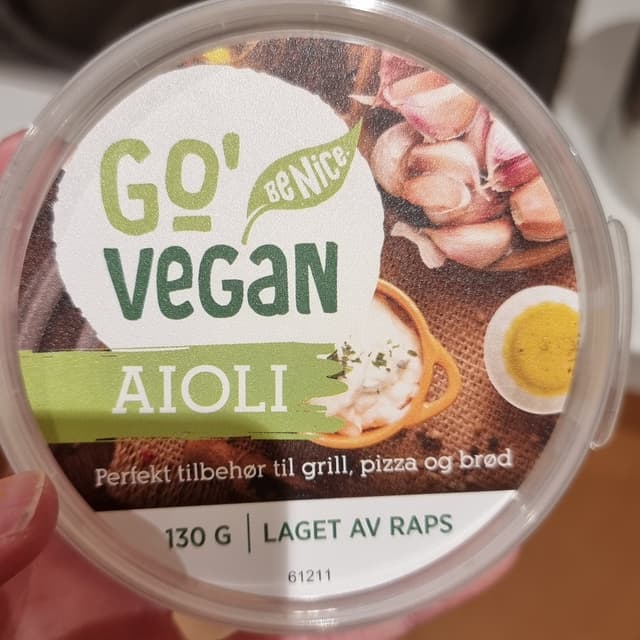 GO'
BE NICE.
VEGAN
AIOLI
Perfekt tilbehør til grill, pizza og brød
130 G | LAGET AV RAPS
61211